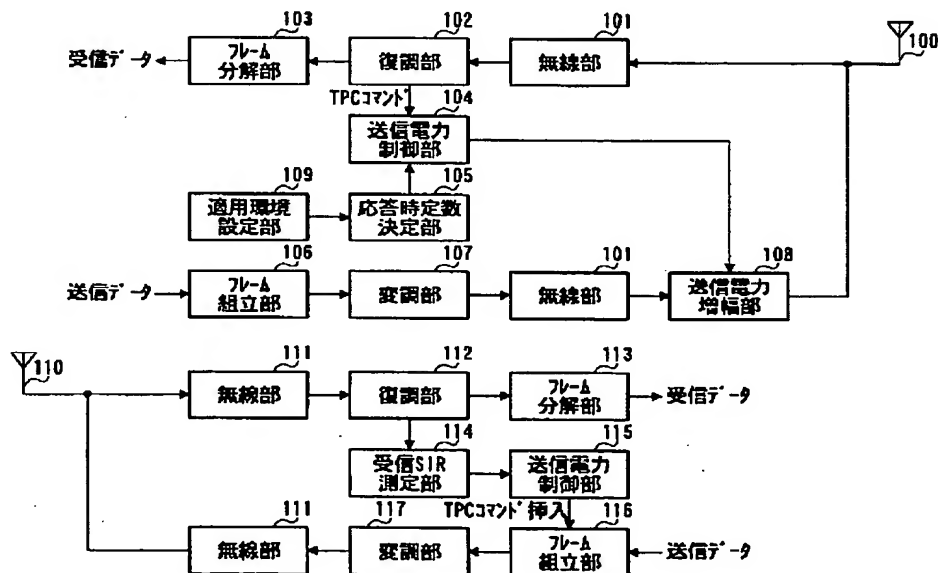 103
102
101
100
受信データ
フレーム
分解部
復調部
無線部
TPCコマンド
104
送信電力
制御部
109
105
適用環境
設定部
応答時定数
決定部
106
107
101
108
送信データ
フレーム
組立部
変調部
無線部
送信電力
増幅部
110
111
112
113
無線部
復調部
フレーム
分解部
受信データ
114
115
受信SIR
測定部
送信電力
制御部
TPCコマンド挿入
111
117
116
無線部
変調部
フレーム
組立部
送信データ